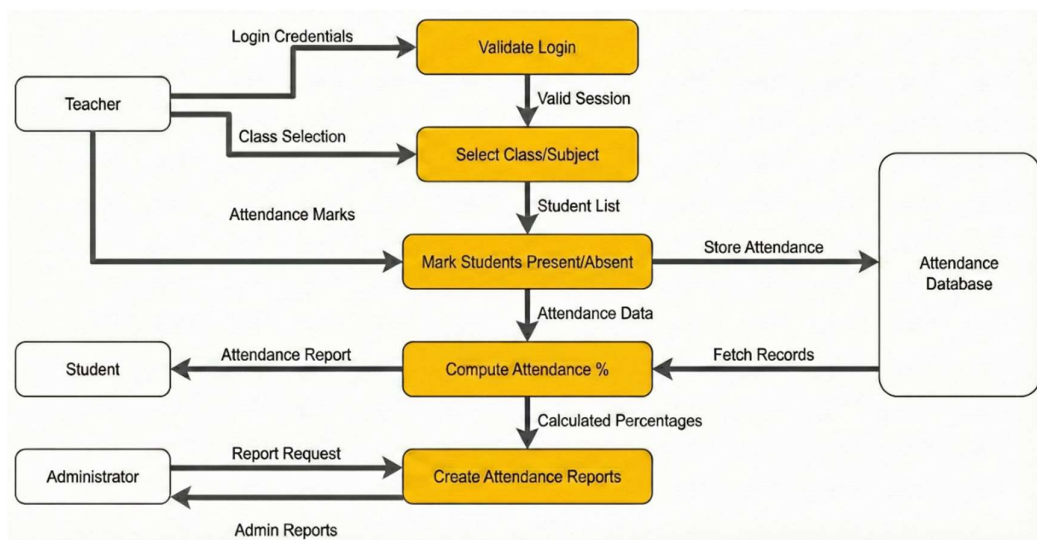 Login Credentials
Validate Login
Teacher
Valid Session
Class Selection
Select Class/Subject
Student List
Attendance Marks
Mark Students Present/Absent
Store Attendance
Attendance
Database
Attendance Data
Student
Attendance Report
Compute Attendance %
Fetch Records
Calculated Percentages
Administrator
Report Request
Create Attendance Reports
Admin Reports